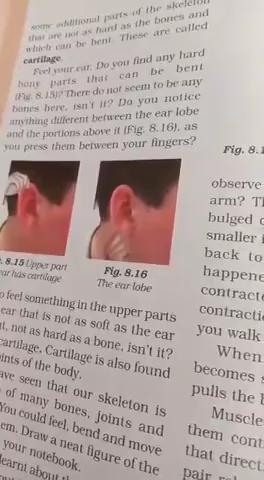 some additional parts of the skeleton
that are not as hard as the bones and
which can be bent. These are called
cartilage.
Feel your ear. Do you find any hard
bony parts that can be bent
(Fig. 8.15)? There do not seem to be any
bones here, isn't it? Do you notice
anything different between the ear lobe
and the portions above it (Fig. 8.16), as
you press them between your fingers?
8.15 Upper part
ear has cartilage
Fig. 8.16
The ear lobe
feel something in the upper parts
ear that is not as soft as the ear
not as hard as a bone, isn't it?
cartilage. Cartilage is also found
of the body.
seen that our skeleton is
of many bones, joints and
You could feel, bend and move
Draw a neat figure of the
your notebook.
learnt about
Fig. 8.1
observe
arm?
bulged
smaller
back to
happene
contracte
contracti
you walk
When
becomes
pulls the
Muscle
them cont
that direct
pair